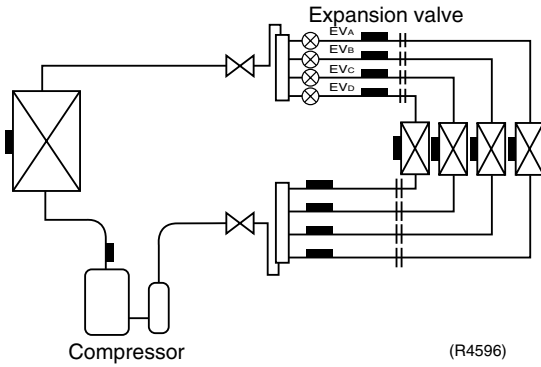 Expansion valve
EVA
EVB
EVC
EVD
Compressor
(R4596)